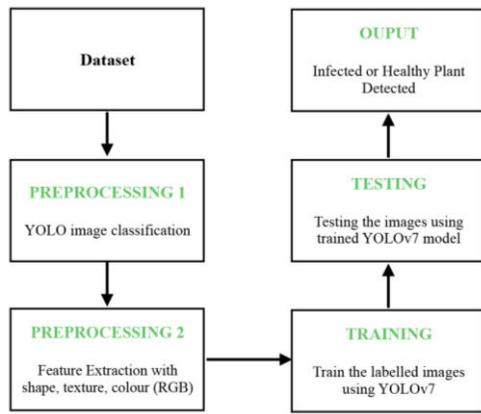 Dataset
PREPROCESSING 1
YOLO image classification
PREPROCESSING 2
Feature Extraction with
shape, texture, colour (RGB)
TRAINING
Train the labelled images
using YOLOv7
TESTING
Testing the images using
trained YOLOv7 model
OUPUT
Infected or Healthy Plant
Detected